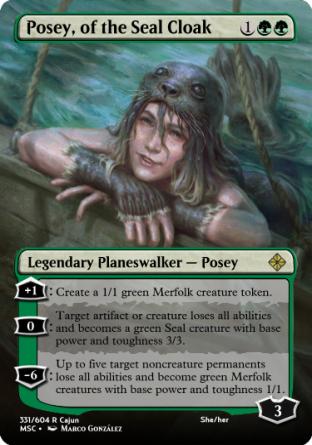 Posey, of the Seal Cloak 1
Legendary Planeswalker — Posey
+1: Create a 1/1 green Merfolk creature token.
0: Target artifact or creature loses all abilities
and becomes a green Seal creature with base
power and toughness 3/3.
-6: Up to five target noncreature permanents
lose all abilities and become green Merfolk
creatures with base power and toughness 1/1.
3
331/604 R Cajun She/her
MSC • Marco González